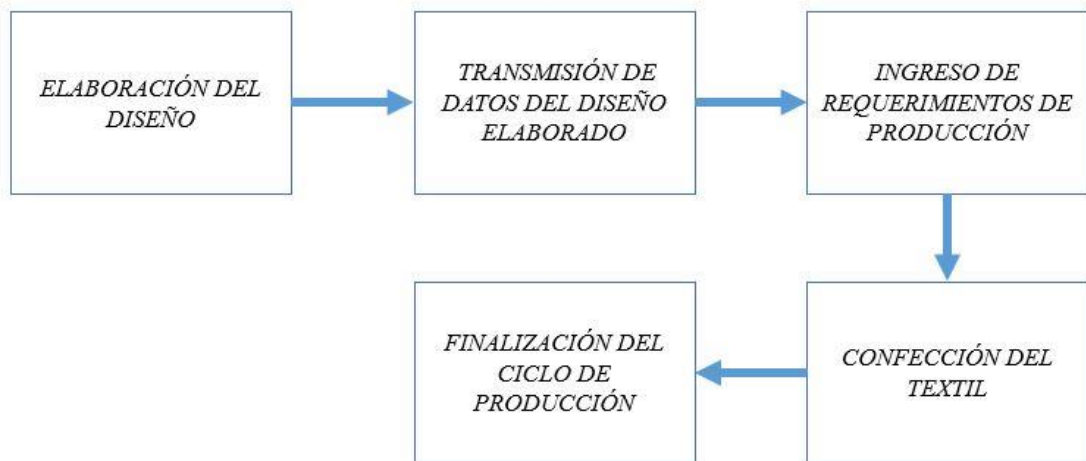 ELABORACIÓN DEL
DISEÑO
TRANSMISIÓN DE
DATOS DEL DISEÑO
ELABORADO
INGRESO DE
REQUERIMIENTOS DE
PRODUCCIÓN
CONFECCIÓN DEL
TEXTIL
FINALIZACIÓN DEL
CICLO DE
PRODUCCIÓN